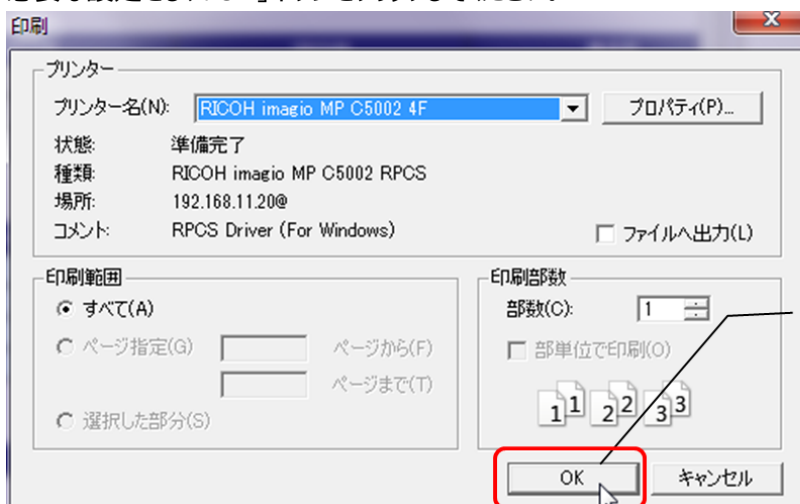 印刷
プリンター
プリンター名(N): RICOH imagio MP C5002 4F プロパティ(P)...
状態: 準備完了
種類: RICOH imagio MP C5002 RPCS
場所: 192.168.11.20@
コメント: RPCS Driver (For Windows) ファイルへ出力(L)
印刷範囲 印刷部数
すべて(A) 部数(C): 1
ページ指定(G) ページから(F) 部単位で印刷(O)
ページまで(T)
1 1 2 2 3 3
選択した部分(S)
OK キャンセル